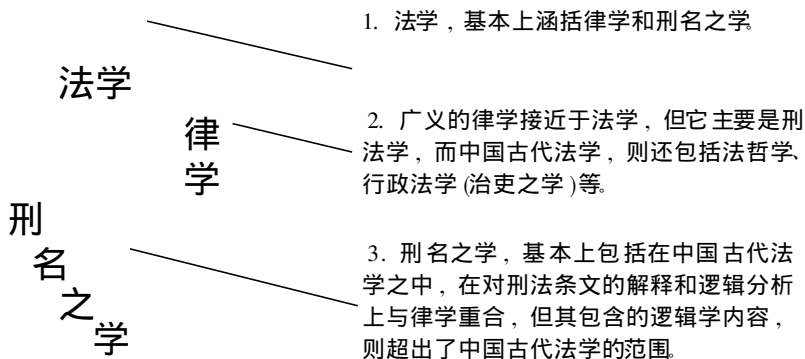 法学
律学
刑名之学
1. 法学, 基本上涵括律学和刑名之学。
2. 广义的律学接近于法学, 但它主要是刑
法学, 而中国古代法学, 则还包括法哲学、
行政法学 (治吏之学)等。
3. 刑名之学, 基本上包括在中国古代法
学之中, 在对刑法条文的解释和逻辑分析
上与律学重合, 但其包含的逻辑学内容,
则超出了中国古代法学的范围。